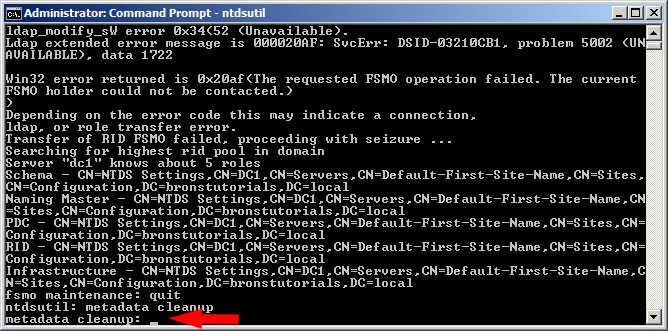 Administrator: Command Prompt - ntdsutil
ldap_modify_sW error 0x34(52 (Unavailable).
Ldap extended error message is 000020AF: SvcErr: DSID-03210CB1, problem 5002 (UN
AVAILABLE), data 1722
Win32 error returned is 0x20af(The requested FSMO operation failed. The current
FSMO holder could not be contacted.)
)
Depending on the error code this may indicate a connection,
ldap, or role transfer error.
Transfer of RID FSMO failed, proceeding with seizure ...
Searching for highest rid pool in domain
Server "dc1" knows about 5 roles
Schema - CN=NTDS Settings,CN=DC1,CN=Servers,CN=Default-First-Site-Name,CN=Sites,
CN=Configuration,DC=bronstutorials,DC=local
Naming Master - CN=NTDS Settings,CN=DC1,CN=Servers,CN=Default-First-Site-Name,CN
=Sites,CN=Configuration,DC=bronstutorials,DC=local
PDC - CN=NTDS Settings,CN=DC1,CN=Servers,CN=Default-First-Site-Name,CN=Sites,CN=
Configuration,DC=bronstutorials,DC=local
RID - CN=NTDS Settings,CN=DC1,CN=Servers,CN=Default-First-Site-Name,CN=Sites,CN=
Configuration,DC=bronstutorials,DC=local
Infrastructure - CN=NTDS Settings,CN=DC1,CN=Servers,CN=Default-First-Site-Name,C
N=Sites,CN=Configuration,DC=bronstutorials,DC=local
fsmo maintenance: quit
ntdsutil: metadata cleanup
metadata cleanup: _